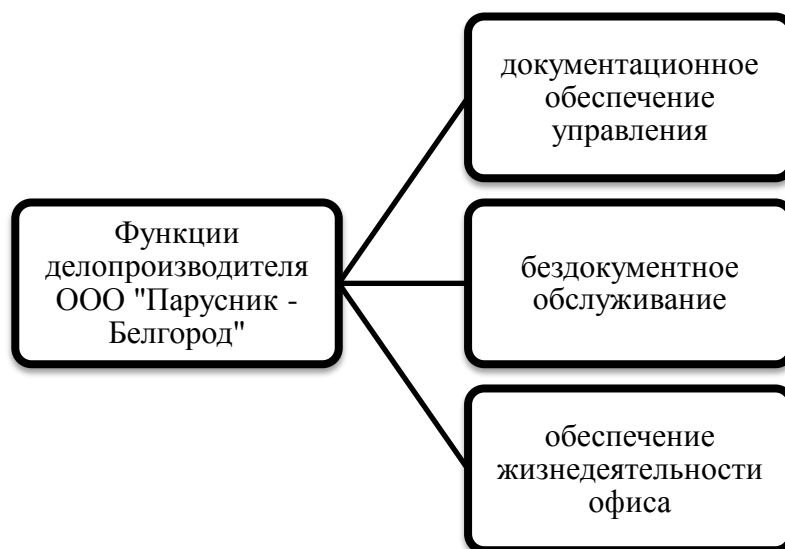 Функции
делопроизводителя
ООО "Парусник -
Белгород"
документационное
обеспечение
управления
бездокументное
обслуживание
обеспечение
жизнедеятельности
офиса